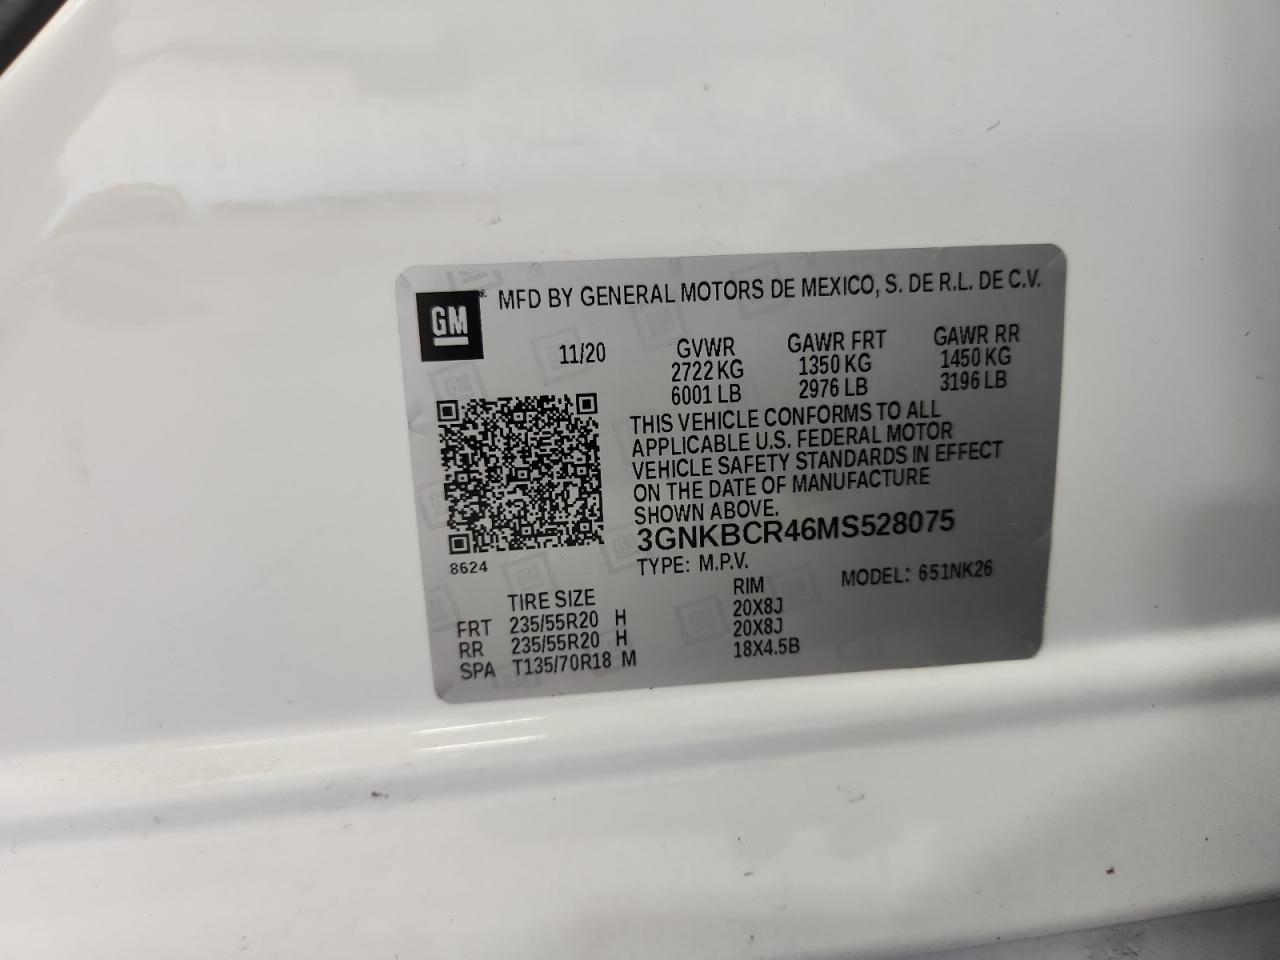 GM
MFD BY GENERAL MOTORS DE MEXICO, S. DE R.L. DE C.V.
11/20
GVWR GAWR FRT GAWR RR
2722 KG 1350 KG 1450 KG
6001 LB 2976 LB 3196 LB
THIS VEHICLE CONFORMS TO ALL
APPLICABLE U.S. FEDERAL MOTOR
VEHICLE SAFETY STANDARDS IN EFFECT
ON THE DATE OF MANUFACTURE
SHOWN ABOVE.
3GNKBCR46MS528075
8624
TYPE: M.P.V. MODEL: 651NK26
TIRE SIZE RIM
FRT 235/55R20 H 20X8J
RR 235/55R20 H 20X8J
SPA T135/70R18 M 18X4.5B